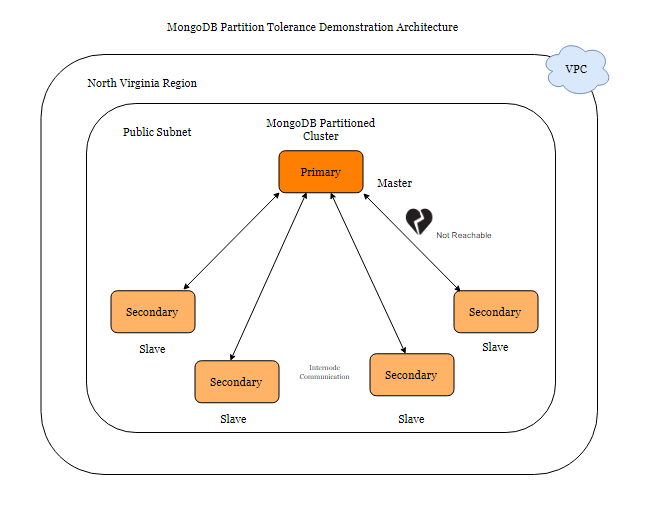 MongoDB Partition Tolerance Demonstration Architecture
VPC
North Virginia Region
Public Subnet
MongoDB Partitioned
Cluster
Primary
Master
Not Reachable
Secondary
Secondary
Slave
Slave
Secondary
Internode
Communication
Secondary
Slave
Slave